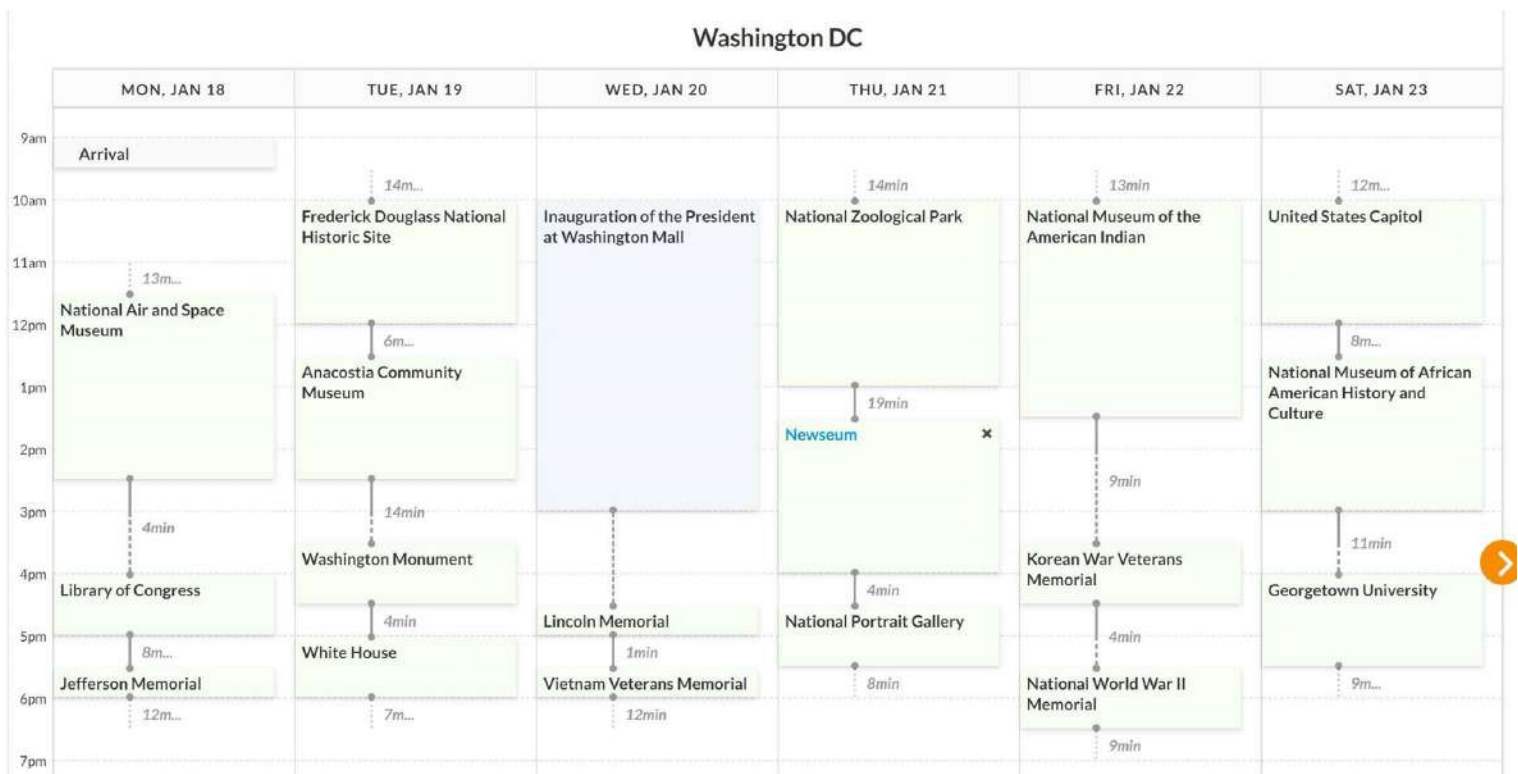 Washington DC
MON, JAN 18
TUE, JAN 19
WED, JAN 20
THU, JAN 21
FRI, JAN 22
SAT, JAN 23
9am
10am
11am
12pm
1pm
2pm
3pm
4pm
5pm
6pm
7pm
Arrival
13m...
National Air and Space
Museum
4min
Library of Congress
8m...
Jefferson Memorial
12m...
14m...
Frederick Douglass National
Historic Site
6m...
Anacostia Community
Museum
14min
Washington Monument
4min
White House
7m...
Inauguration of the President
at Washington Mall
Lincoln Memorial
1min
Vietnam Veterans Memorial
12min
14min
National Zoological Park
19min
Newseum
4min
National Portrait Gallery
8min
13min
National Museum of the
American Indian
9min
Korean War Veterans
Memorial
4min
National World War II
Memorial
9min
12m...
United States Capitol
8m...
National Museum of African
American History and
Culture
11min
Georgetown University
9m...